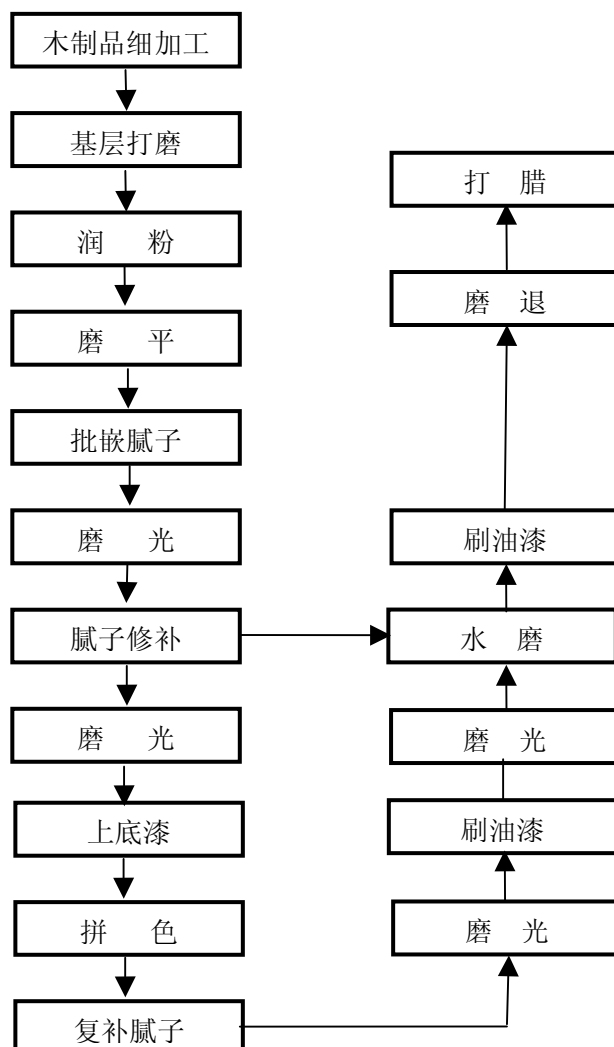 木制品细加工
基层打磨
润 粉
磨 平
批嵌腻子
磨 光
腻子修补
磨 光
上底漆
拼 色
复补腻子
打 腊
磨 退
刷油漆
水 磨
磨 光
刷油漆
磨 光